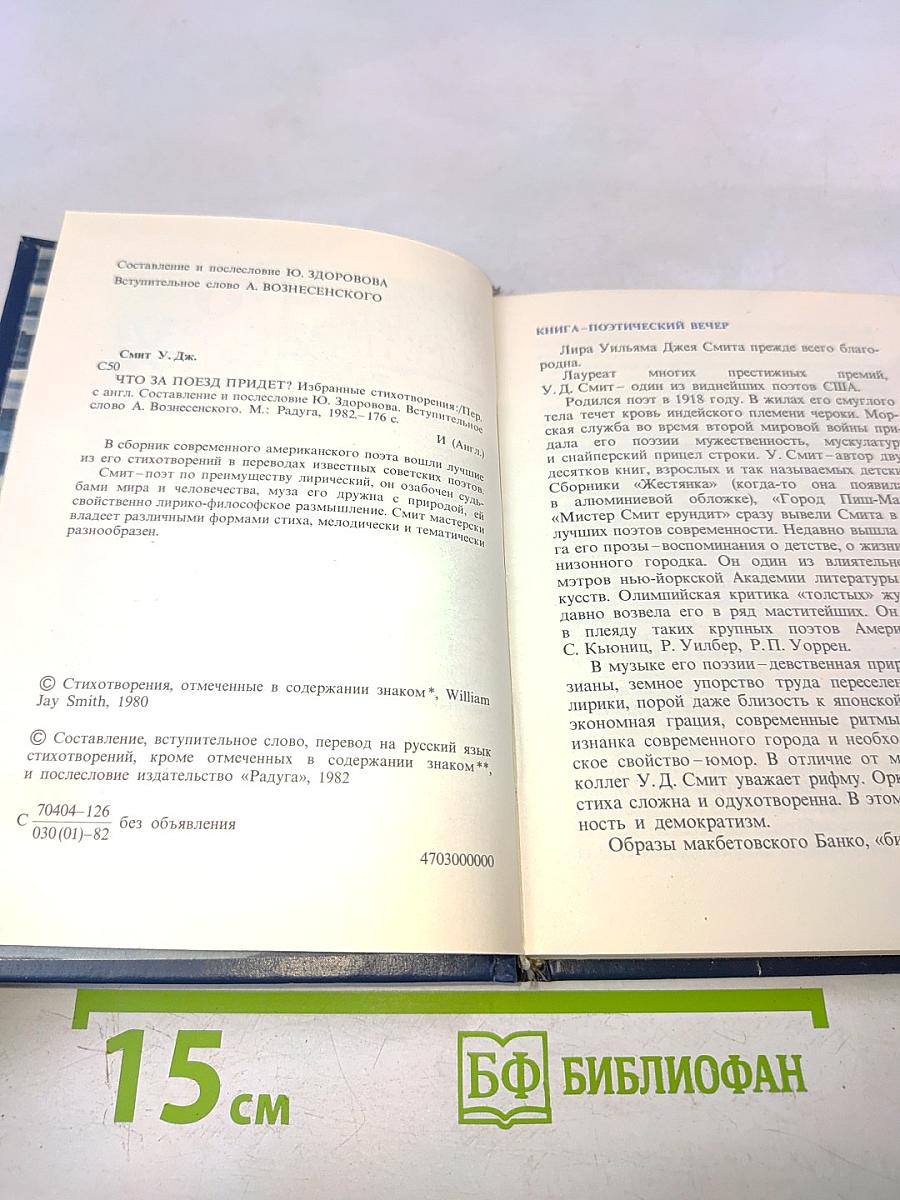 Составление и послесловие Ю. ЗДОРОВОВА
Вступительное слово А. ВОЗНЕСЕНСКОГО
Смит У. Дж.
С50
ЧТО ЗА ПОЕЗД ПРИДЕТ? Избранные стихотворения:/Пер.
с англ. Составление и послесловие Ю. Здоровова. Вступительное
слово А. Вознесенского. М.: Радуга, 1982.–176 с.
И (Англ.)
В сборник современного американского поэта вошли лучшие
из его стихотворений в переводах известных советских поэтов.
Смит–поэт по преимуществу лирический, он озабочен судь-
бами мира и человечества, муза его дружна с природой, ей
свойственно лирико-философское размышление. Смит мастерски
владеет различными формами стиха, мелодически и тематически
разнообразен.
© Стихотворения, отмеченные в содержании знаком*, William
Jay Smith, 1980
© Составление, вступительное слово, перевод на русский язык
стихотворений, кроме отмеченных в содержании знаком**,
и послесловие издательство «Радуга», 1982
С 70404–126
030(01)–82 без объявления
4703000000
КНИГА–ПОЭТИЧЕСКИЙ ВЕЧЕР
Лира Уильяма Джея Смита прежде всего благо-
родна.
Лауреат многих престижных премий,
У. Д. Смит– один из виднейших поэтов США.
Родился поэт в 1918 году. В жилах его смуглого
тела течет кровь индейского племени чероки. Мор-
ская служба во время второй мировой войны при-
дала его поэзии мужественность, мускулатур
и снайперский прицел строки. У. Смит–автор дву
десятков книг, взрослых и так называемых детски
Сборники «Жестянка» (когда-то она появила
в алюминиевой обложке), «Город Пиш-Ма
«Мистер Смит ерундит» сразу вывели Смита в
лучших поэтов современности. Недавно вышла
га его прозы–воспоминания о детстве, о жизни
низонного городка. Он один из влиятельне
мэтров нью-йоркской Академии литературы
кусств. Олимпийская критика «толстых» жу
давно возвела его в ряд маститейших. Он
в плеяду таких крупных поэтов Амери
С. Кьюниц, Р. Уилбер, Р. П. Уоррен.
В музыке его поэзии–девственная прир
зианы, земное упорство труда переселен
лирики, порой даже близость к японской
экономная грация, современные ритмы
изнанка современного города и необхо
ское свойство–юмор. В отличие от м
коллег У. Д. Смит уважает рифму. Орк
стиха сложна и одухотворенна. В этом
ность и демократизм.
Образы макбетовского Банко, «би
15 см
БФ БИБЛИОФАН